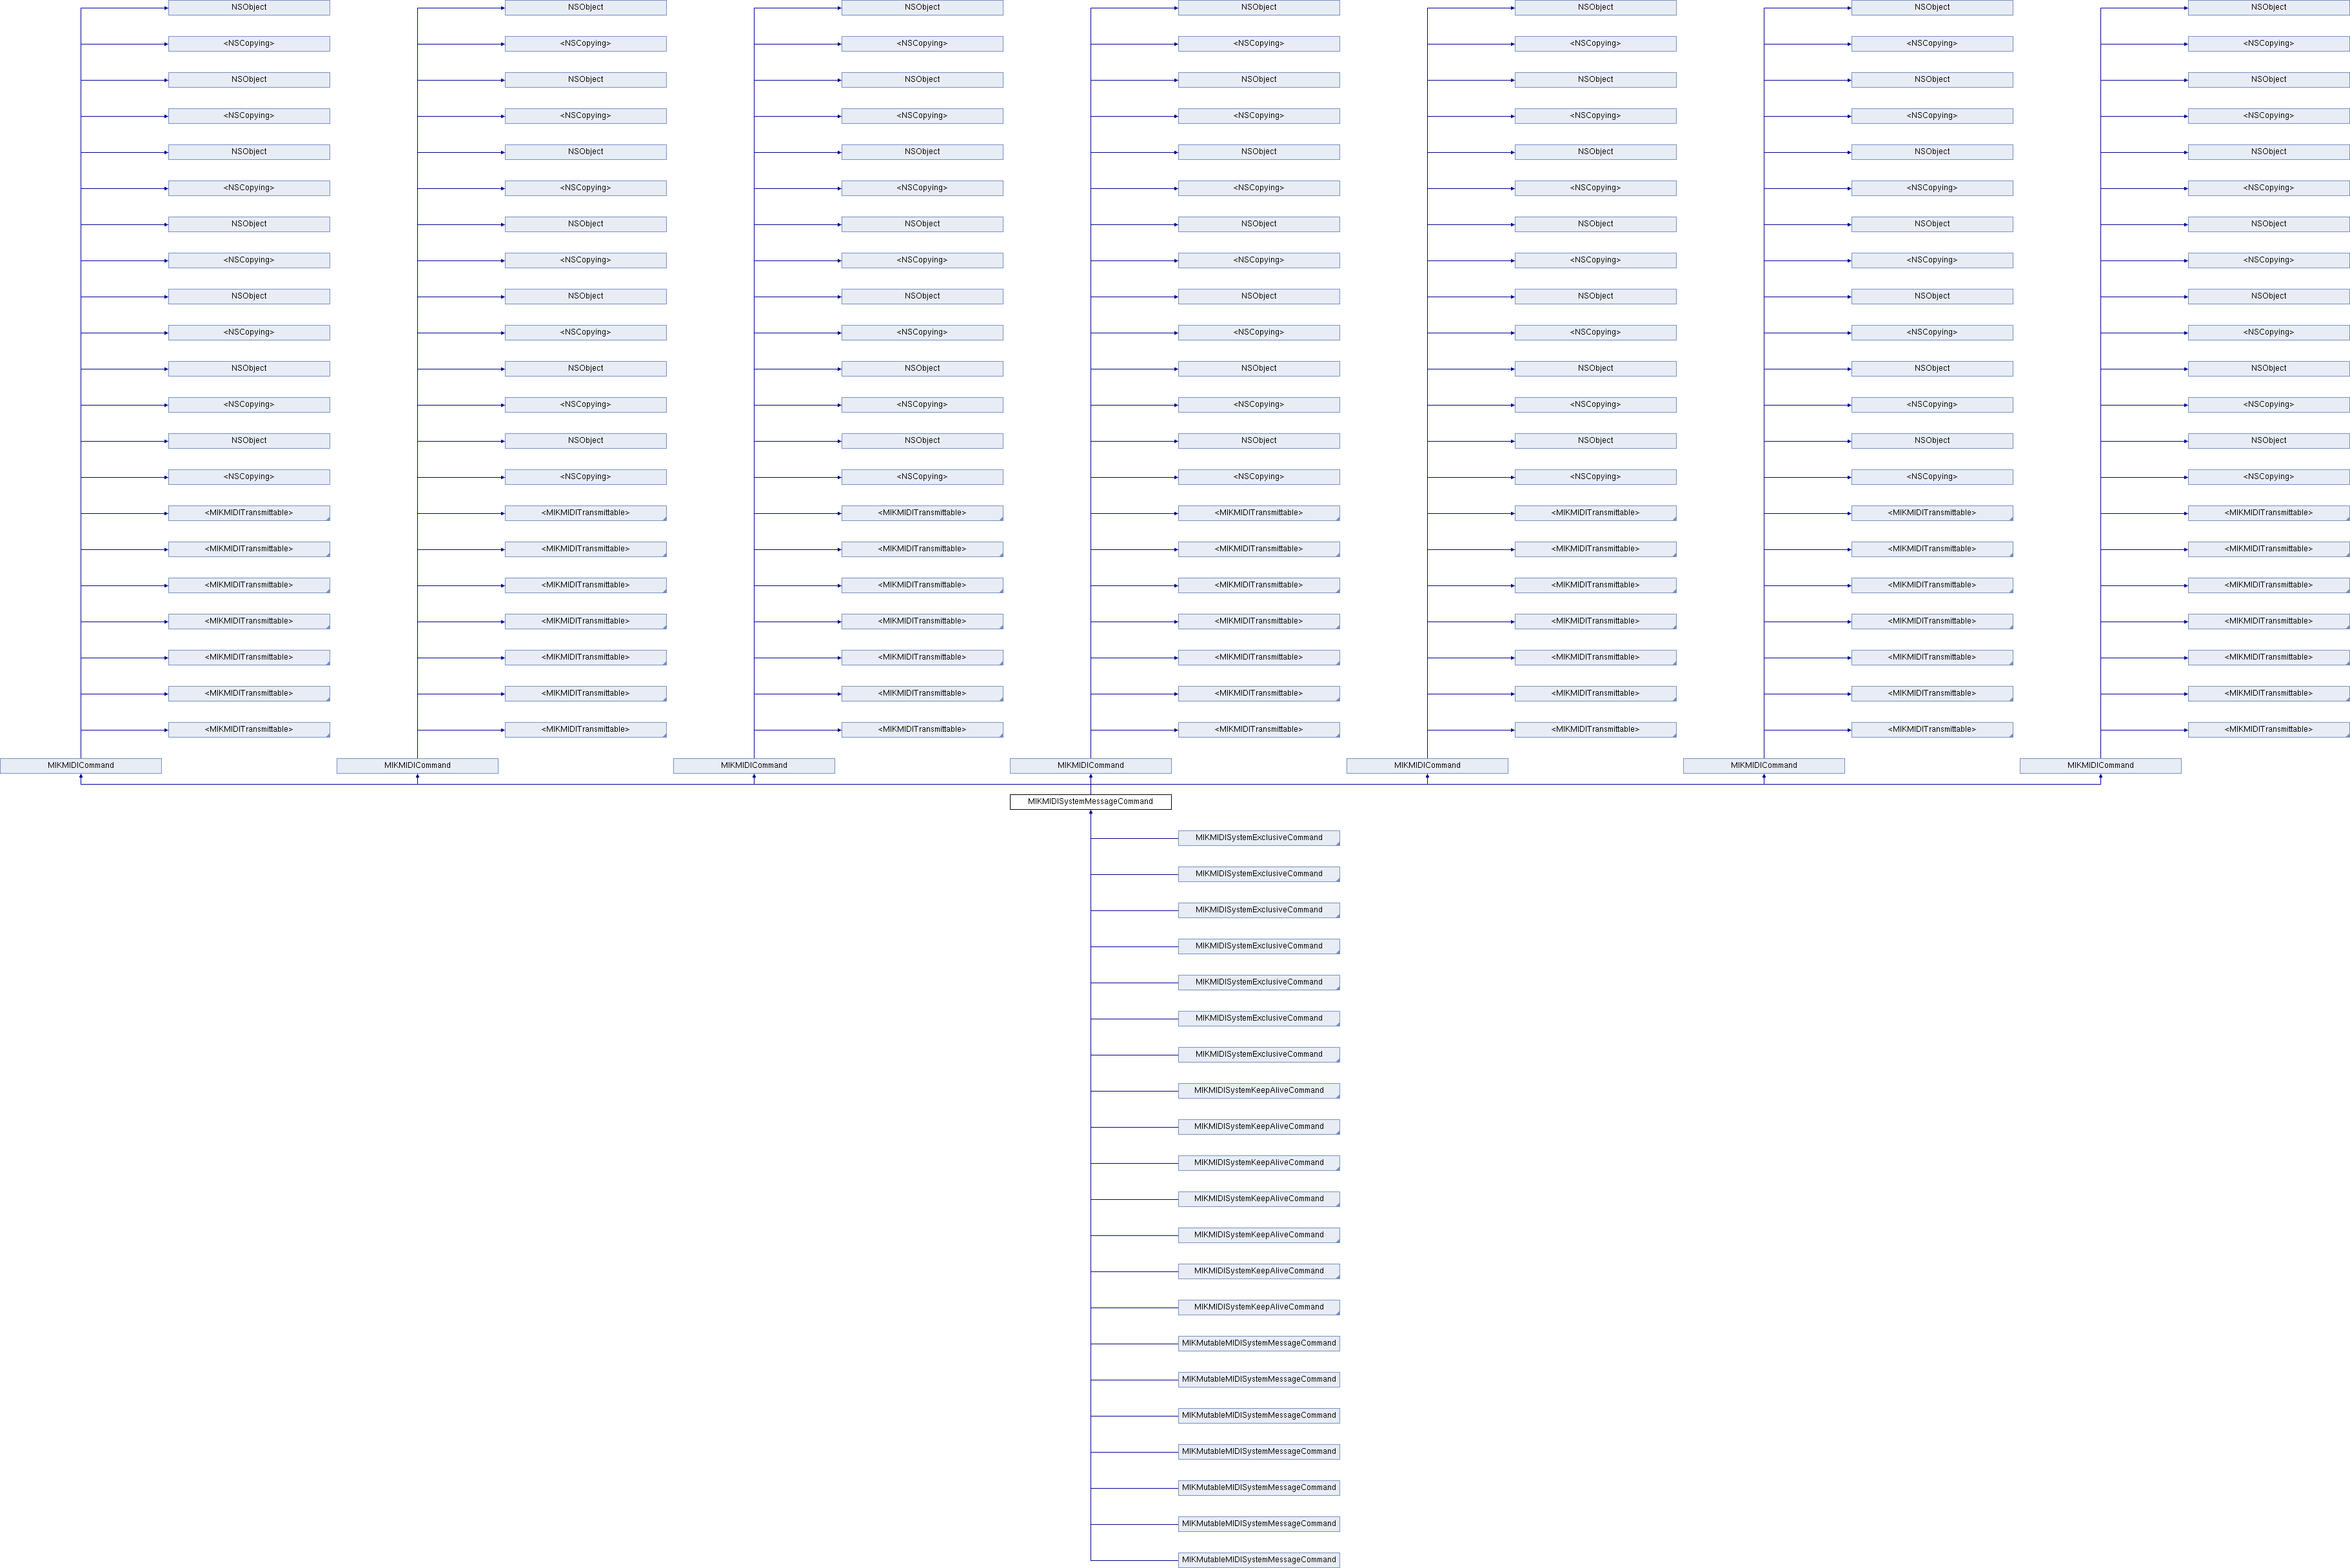 NSObject NSObject NSObject NSObject NSObject NSObject NSObject
<NSCopying> <NSCopying> <NSCopying> <NSCopying> <NSCopying> <NSCopying> <NSCopying>
NSObject NSObject NSObject NSObject NSObject NSObject NSObject
<NSCopying> <NSCopying> <NSCopying> <NSCopying> <NSCopying> <NSCopying> <NSCopying>
NSObject NSObject NSObject NSObject NSObject NSObject NSObject
<NSCopying> <NSCopying> <NSCopying> <NSCopying> <NSCopying> <NSCopying> <NSCopying>
NSObject NSObject NSObject NSObject NSObject NSObject NSObject
<NSCopying> <NSCopying> <NSCopying> <NSCopying> <NSCopying> <NSCopying> <NSCopying>
NSObject NSObject NSObject NSObject NSObject NSObject NSObject
<NSCopying> <NSCopying> <NSCopying> <NSCopying> <NSCopying> <NSCopying> <NSCopying>
NSObject NSObject NSObject NSObject NSObject NSObject NSObject
<NSCopying> <NSCopying> <NSCopying> <NSCopying> <NSCopying> <NSCopying> <NSCopying>
NSObject NSObject NSObject NSObject NSObject NSObject NSObject
<NSCopying> <NSCopying> <NSCopying> <NSCopying> <NSCopying> <NSCopying> <NSCopying>
<MIKMIDITransmittable> <MIKMIDITransmittable> <MIKMIDITransmittable> <MIKMIDITransmittable> <MIKMIDITransmittable> <MIKMIDITransmittable> <MIKMIDITransmittable>
<MIKMIDITransmittable> <MIKMIDITransmittable> <MIKMIDITransmittable> <MIKMIDITransmittable> <MIKMIDITransmittable> <MIKMIDITransmittable> <MIKMIDITransmittable>
<MIKMIDITransmittable> <MIKMIDITransmittable> <MIKMIDITransmittable> <MIKMIDITransmittable> <MIKMIDITransmittable> <MIKMIDITransmittable> <MIKMIDITransmittable>
<MIKMIDITransmittable> <MIKMIDITransmittable> <MIKMIDITransmittable> <MIKMIDITransmittable> <MIKMIDITransmittable> <MIKMIDITransmittable> <MIKMIDITransmittable>
<MIKMIDITransmittable> <MIKMIDITransmittable> <MIKMIDITransmittable> <MIKMIDITransmittable> <MIKMIDITransmittable> <MIKMIDITransmittable> <MIKMIDITransmittable>
<MIKMIDITransmittable> <MIKMIDITransmittable> <MIKMIDITransmittable> <MIKMIDITransmittable> <MIKMIDITransmittable> <MIKMIDITransmittable> <MIKMIDITransmittable>
<MIKMIDITransmittable> <MIKMIDITransmittable> <MIKMIDITransmittable> <MIKMIDITransmittable> <MIKMIDITransmittable> <MIKMIDITransmittable> <MIKMIDITransmittable>
MIKMIDICommand MIKMIDICommand MIKMIDICommand MIKMIDICommand MIKMIDICommand MIKMIDICommand MIKMIDICommand
MIKMIDISystemMessageCommand
MIKMIDISystemExclusiveCommand
MIKMIDISystemExclusiveCommand
MIKMIDISystemExclusiveCommand
MIKMIDISystemExclusiveCommand
MIKMIDISystemExclusiveCommand
MIKMIDISystemExclusiveCommand
MIKMIDISystemExclusiveCommand
MIKMIDISystemKeepAliveCommand
MIKMIDISystemKeepAliveCommand
MIKMIDISystemKeepAliveCommand
MIKMIDISystemKeepAliveCommand
MIKMIDISystemKeepAliveCommand
MIKMIDISystemKeepAliveCommand
MIKMIDISystemKeepAliveCommand
MIKMutableMIDISystemMessageCommand
MIKMutableMIDISystemMessageCommand
MIKMutableMIDISystemMessageCommand
MIKMutableMIDISystemMessageCommand
MIKMutableMIDISystemMessageCommand
MIKMutableMIDISystemMessageCommand
MIKMutableMIDISystemMessageCommand